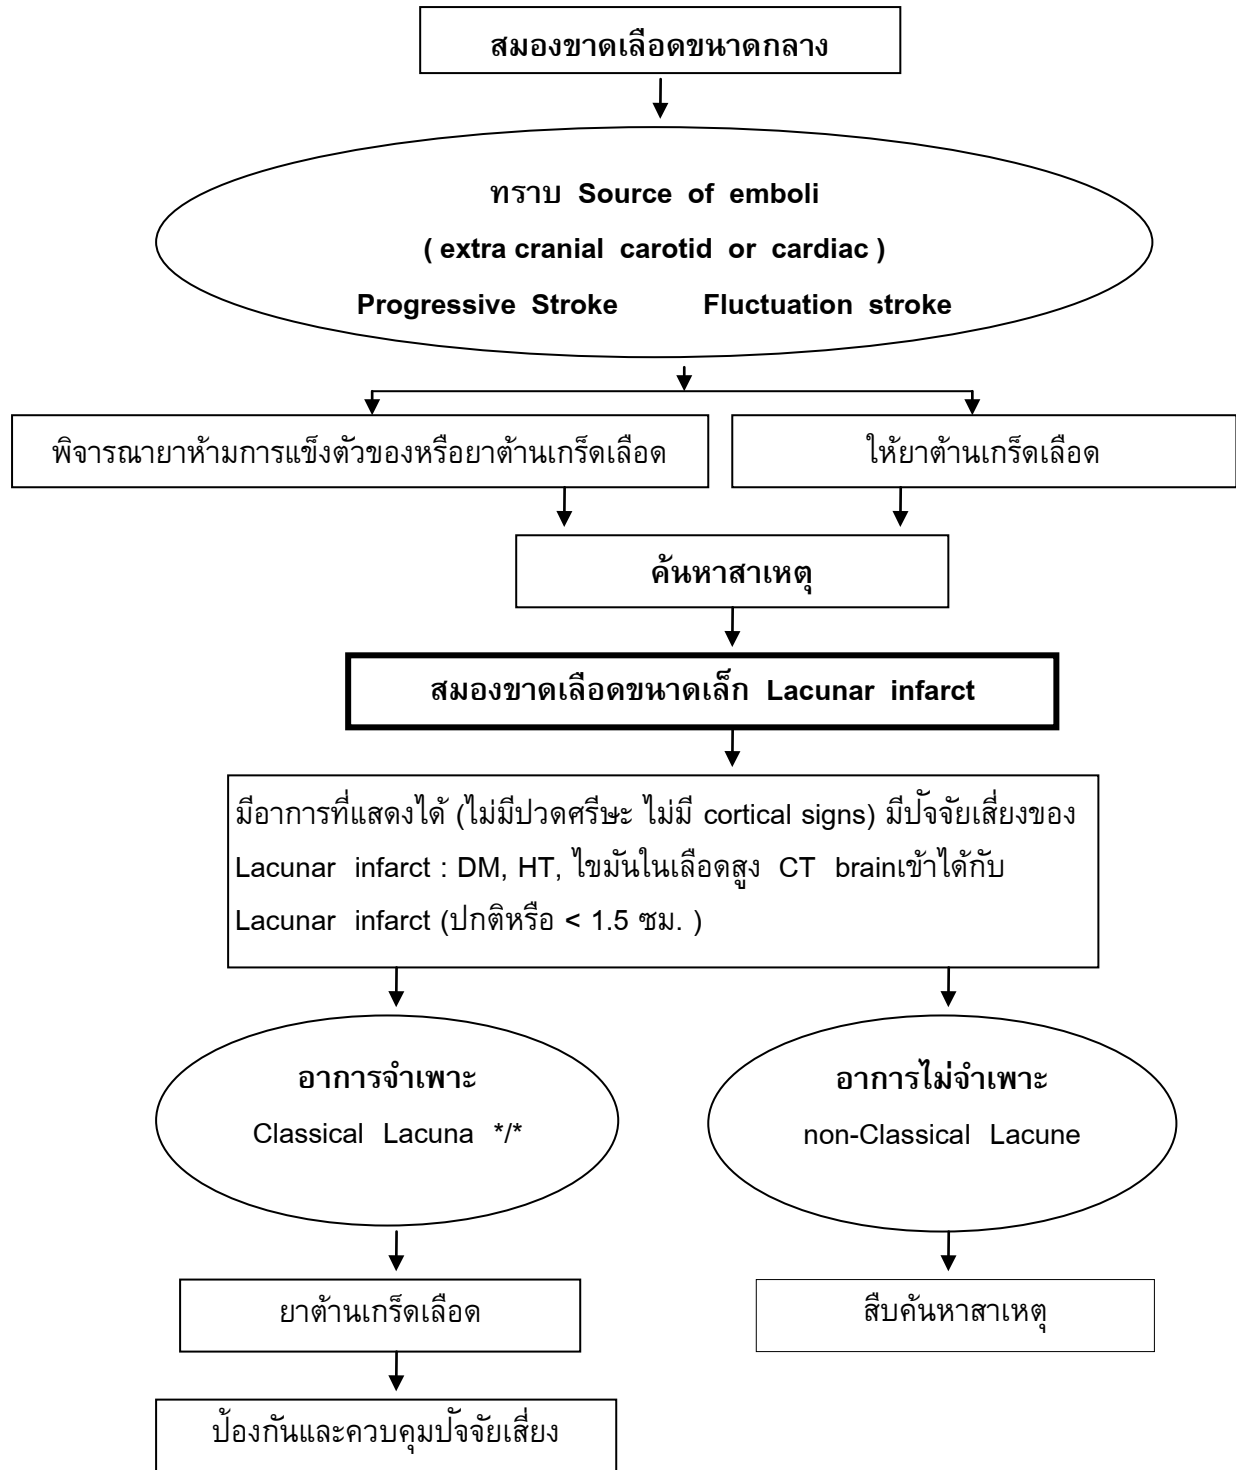 สมองขาดเลือดขนาดกลาง
ทราบ Source of emboli
( extra cranial carotid or cardiac )
Progressive Stroke Fluctuation stroke
พิจารณายาห้ามการแข็งตัวของหรือยาต้านเกร็ดเลือด
ให้ยาต้านเกร็ดเลือด
ค้นหาสาเหตุ
สมองขาดเลือดขนาดเล็ก Lacunar infarct
มีอาการที่แสดงได้ (ไม่มีปวดศรีษะ ไม่มี cortical signs) มีปัจจัยเสี่ยงของ
Lacunar infarct : DM, HT, ไขมันในเลือดสูง CT brainเข้าได้กับ
Lacunar infarct (ปกติหรือ < 1.5 ซม. )
อาการจำเพาะ
Classical Lacuna */*
อาการไม่จำเพาะ
non-Classical Lacune
ยาต้านเกร็ดเลือด
สืบค้นหาสาเหตุ
ป้องกันและควบคุมปัจจัยเสี่ยง